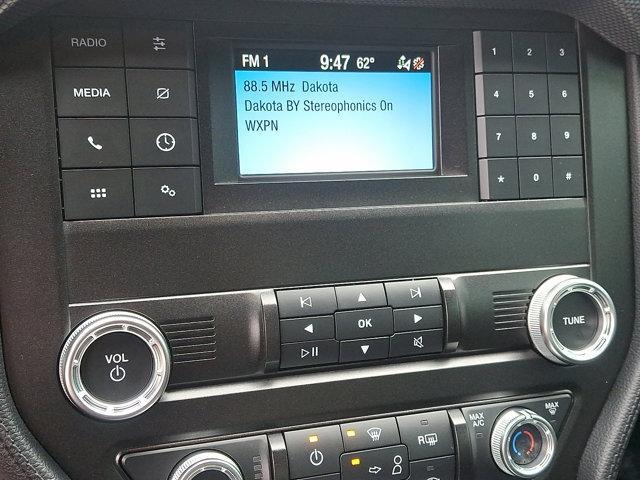 RADIO
FM 1 9:47 62°
1 2 3
88.5 MHz Dakota
Dakota BY Stereophonics On
WXPN
MEDIA
4 5 6
7 8 9
* 0 #
OK
VOL
TUNE
MAX
A/C
MAX
R